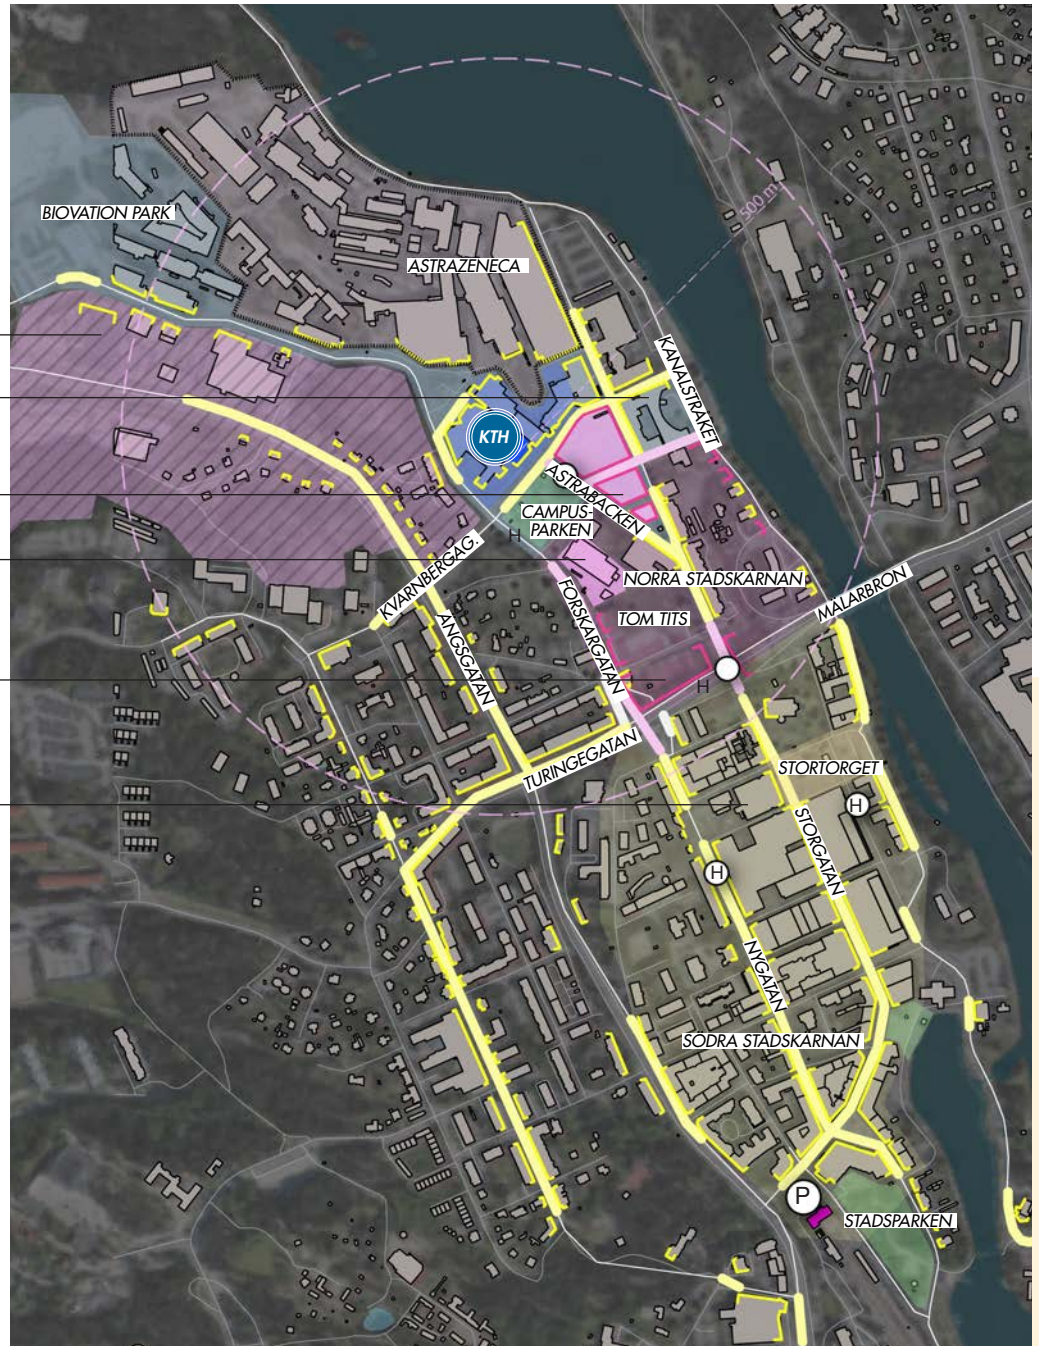 BIOVATION PARK
500 m
ASTRAZENECA
KANALSTRÅKET
KTH
ASTRABACKEN
CAMPUS-
PARKEN
H
KVARNBERGAG.
NORRA STADSKÄRNAN
MÄLARBRON
FORSKARGATAN
TOM TITS
ÄNGSGATAN
H
TURINGEGATAN
STORTORGET
H
STORGATAN
H
NYGATAN
SÖDRA STADSKÄRNAN
P
STADSPARKEN